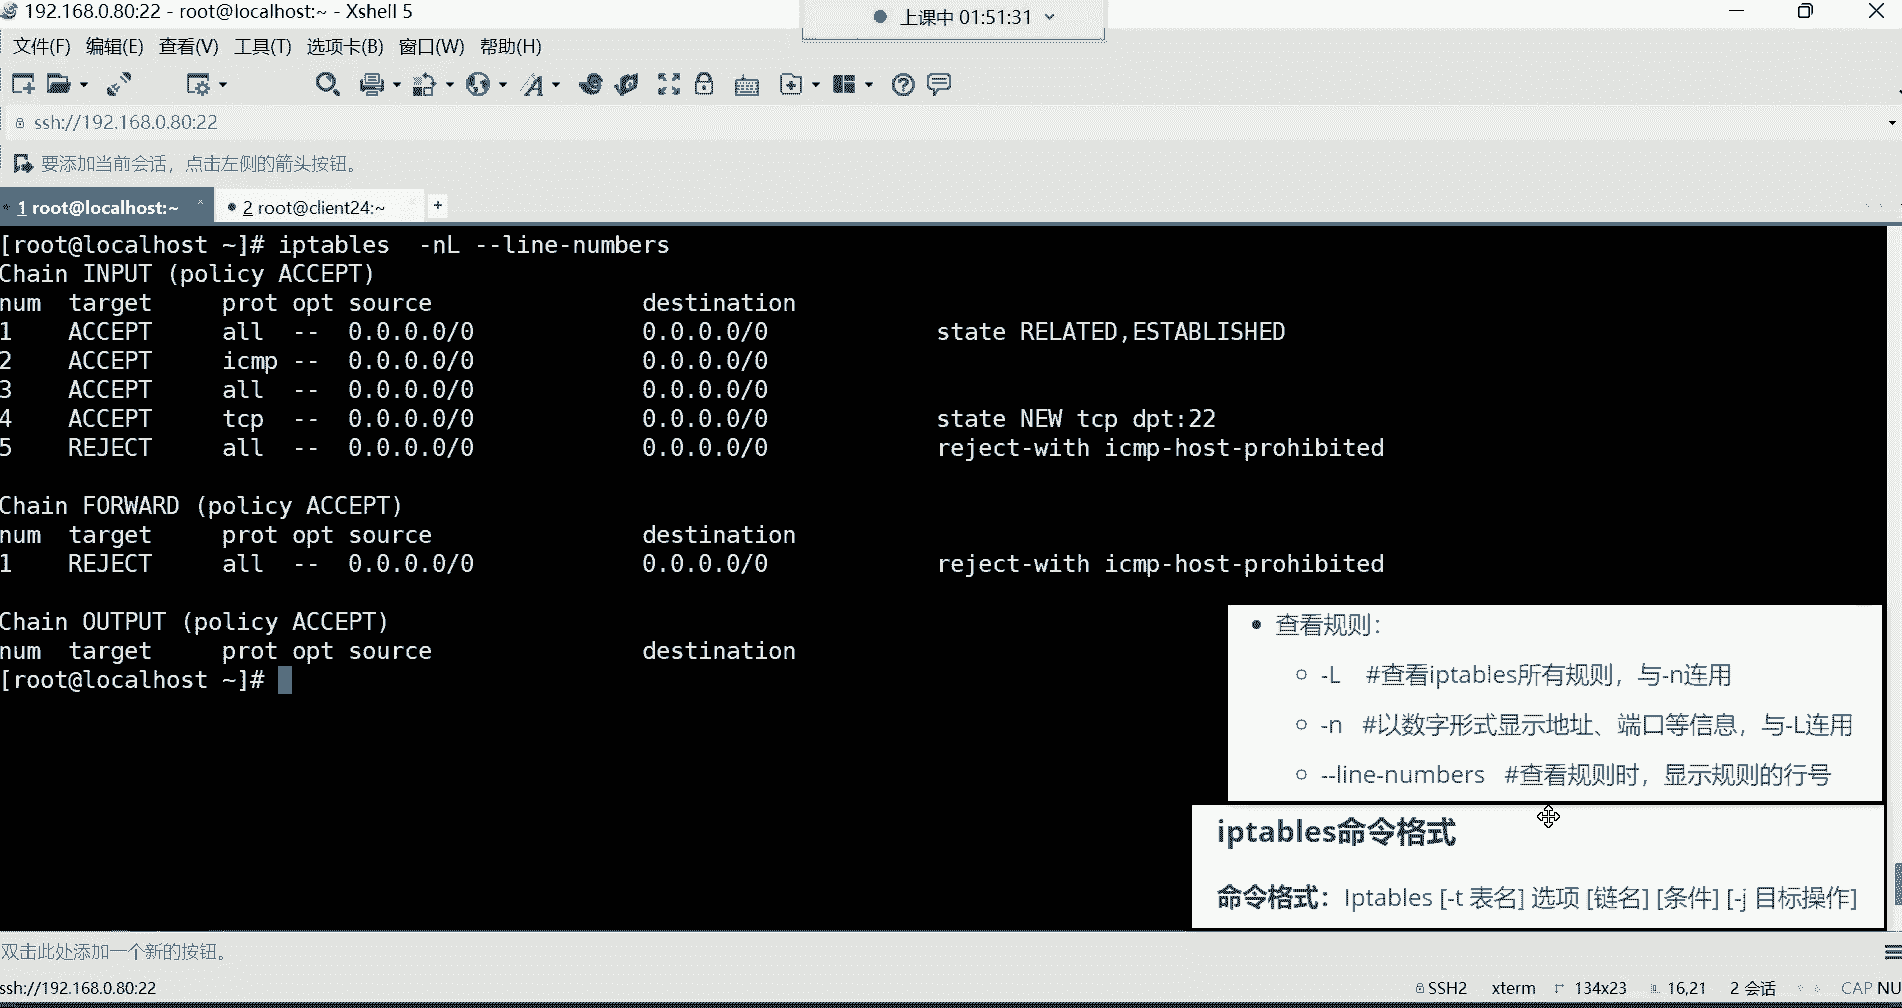 192.168.0.80:22 - root@localhost:~ - Xshell 5
上课中 01:51:31
文件(F) 编辑(E) 查看(V) 工具(T) 选项卡(B) 窗口(W) 帮助(H)
ssh://192.168.0.80:22
要添加当前会话，点击左侧的箭头按钮。
1 root@localhost:~ × 2 root@client24:~ +
[root@localhost ~]# iptables  -nL --line-numbers
Chain INPUT (policy ACCEPT)
num  target     prot opt source               destination
1    ACCEPT     all  --  0.0.0.0/0            0.0.0.0/0            state RELATED,ESTABLISHED
2    ACCEPT     icmp --  0.0.0.0/0            0.0.0.0/0
3    ACCEPT     all  --  0.0.0.0/0            0.0.0.0/0
4    ACCEPT     tcp  --  0.0.0.0/0            0.0.0.0/0            state NEW tcp dpt:22
5    REJECT     all  --  0.0.0.0/0            0.0.0.0/0            reject-with icmp-host-prohibited
Chain FORWARD (policy ACCEPT)
num  target     prot opt source               destination
1    REJECT     all  --  0.0.0.0/0            0.0.0.0/0            reject-with icmp-host-prohibited
Chain OUTPUT (policy ACCEPT)
num  target     prot opt source               destination
[root@localhost ~]#
• 查看规则：
○ -L #查看iptables所有规则，与-n连用
○ -n #以数字形式显示地址、端口等信息，与-L连用
○ --line-numbers #查看规则时，显示规则的行号
iptables命令格式
命令格式：Iptables [-t 表名] 选项 [链名] [条件] [-j 目标操作]
双击此处添加一个新的按钮。
ssh://192.168.0.80:22 SSH2 xterm 134x23 16,21 2 会话 CAP NU